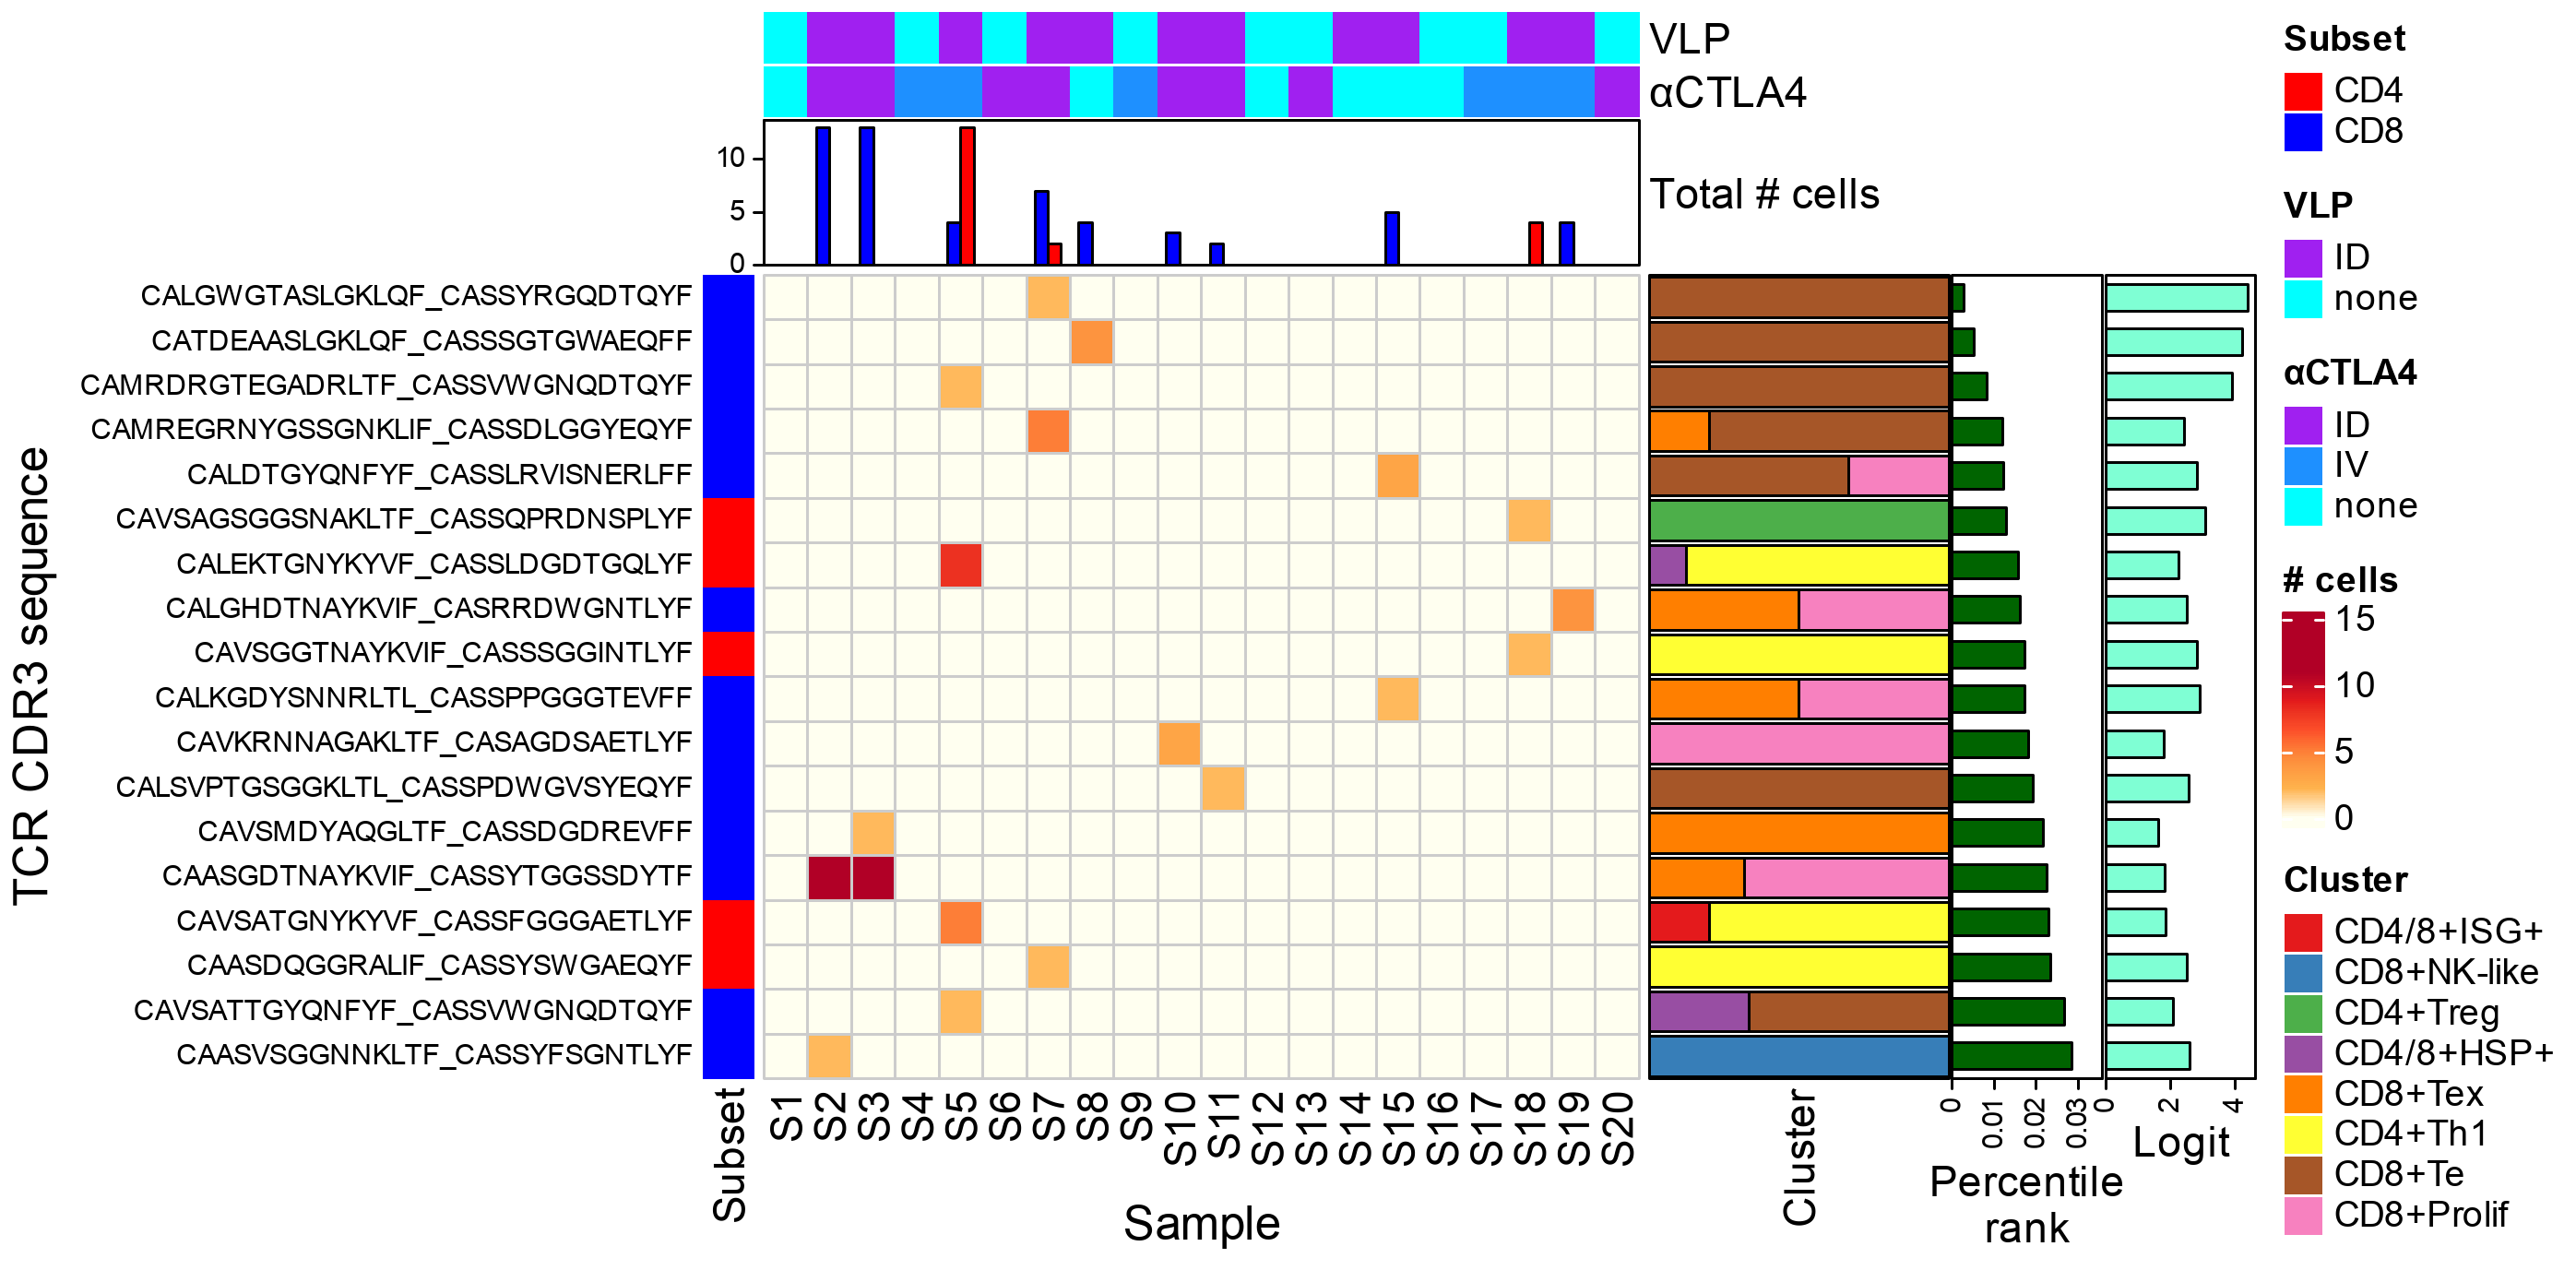 VLP
αCTLA4
10
5
0
Total # cells
TCR CDR3 sequence
CALGWGTASLGKLQF_CASSYRGQDTQYF
CATDEAASLGKLQF_CASSSGTGWAEQFF
CAMRDRGTEGADRLTF_CASSVWGNQDTQYF
CAMREGRNYGSSGNKLIF_CASSDLGGYEQYF
CALDTGYQNFYF_CASSLRVISNERLFF
CAVSAGSGGSNAKLTF_CASSQPRDNSPLYF
CALEKTGNYKYVF_CASSLDGDTGQLYF
CALGHDTNAYKVIF_CASRRDWGNTLYF
CAVSGGTNAYKVIF_CASSSGGINTLYF
CALKGDYSNNRLTL_CASSPPGGGTEVFF
CAVKRNNAGAKLTF_CASAGDSAETLYF
CALSVPTGSGGKLTL_CASSPDWGVSYEQYF
CAVSMDYAQGLTF_CASSDGDREVFF
CAASGDTNAYKVIF_CASSYTGGSSDYTF
CAVSATGNYKYVF_CASSFGGGAETLYF
CAASDQGGRALIF_CASSYSWGAEQYF
CAVSATTGYQNFYF_CASSVWGNQDTQYF
CAASVSGGNNKLTF_CASSYFSGNTLYF
Subset
S1
S2
S3
S4
S5
S6
S7
S8
S9
S10
S11
S12
S13
S14
S15
S16
S17
S18
S19
S20
Sample
Cluster
0
0.01
0.02
0.03
Percentile
rank
0
2
4
Logit
Subset
CD4
CD8
VLP
ID
none
αCTLA4
ID
IV
none
# cells
15
10
5
0
Cluster
CD4/8+ISG+
CD8+NK-like
CD4+Treg
CD4/8+HSP+
CD8+Tex
CD4+Th1
CD8+Te
CD8+Prolif